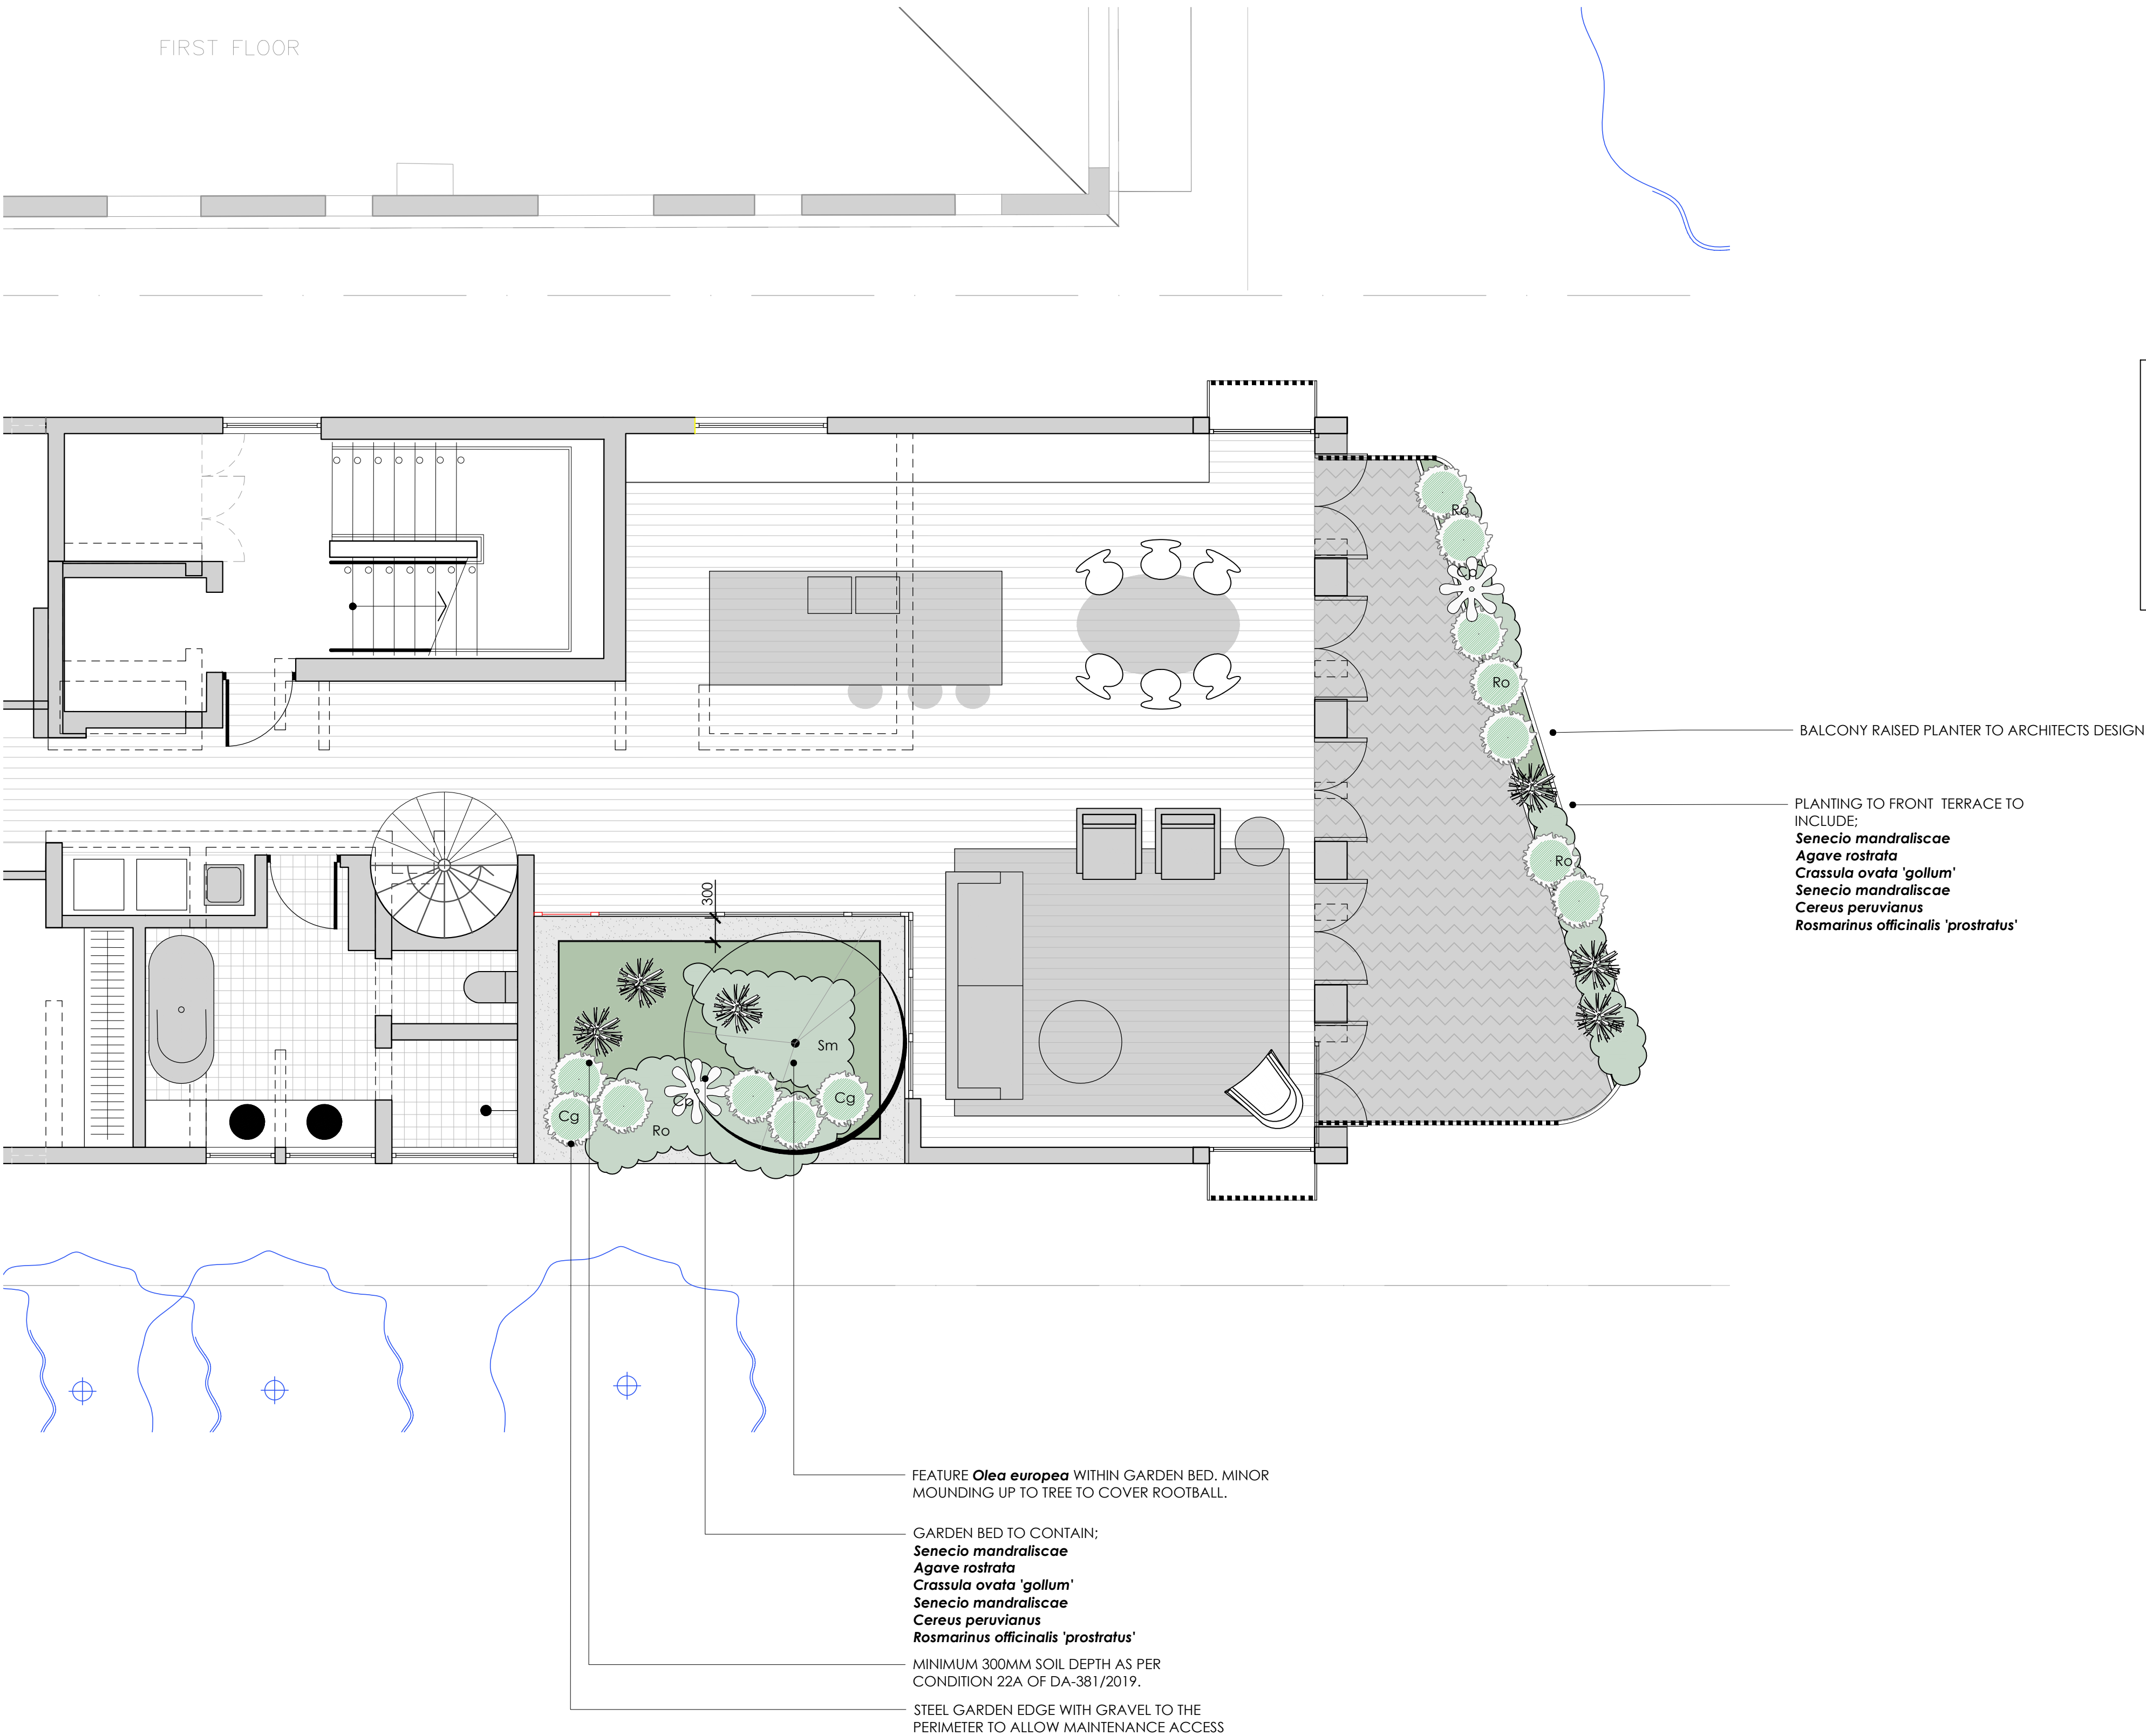 FIRST FLOOR
Ro
Cp
Ro
BALCONY RAISED PLANTER TO ARCHITECTS DESIGN
PLANTING TO FRONT TERRACE TO
INCLUDE;
Senecio mandraliscae
Agave rostrata
Crassula ovata 'gollum'
Senecio mandraliscae
Cereus peruvianus
Rosmarinus officinalis 'prostratus'
Ro
300
Sm
Cg
Cp
Cg
Ro
FEATURE Olea europea WITHIN GARDEN BED. MINOR
MOUNDING UP TO TREE TO COVER ROOTBALL.
GARDEN BED TO CONTAIN;
Senecio mandraliscae
Agave rostrata
Crassula ovata 'gollum'
Senecio mandraliscae
Cereus peruvianus
Rosmarinus officinalis 'prostratus'
MINIMUM 300MM SOIL DEPTH AS PER
CONDITION 22A OF DA-381/2019.
STEEL GARDEN EDGE WITH GRAVEL TO THE
PERIMETER TO ALLOW MAINTENANCE ACCESS